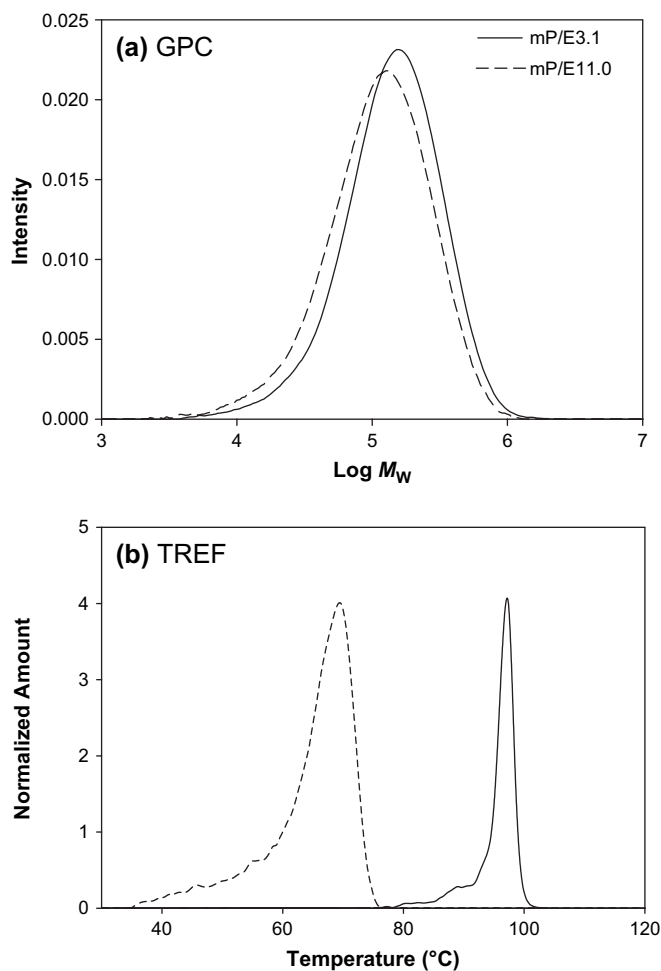 (a) GPC
mP/E3.1
mP/E11.0
0.025
0.020
0.015
0.010
0.005
0.000
Intensity
3 4 5 6 7
Log MW
(b) TREF
5
4
3
2
1
0
Normalized Amount
40 60 80 100 120
Temperature (°C)